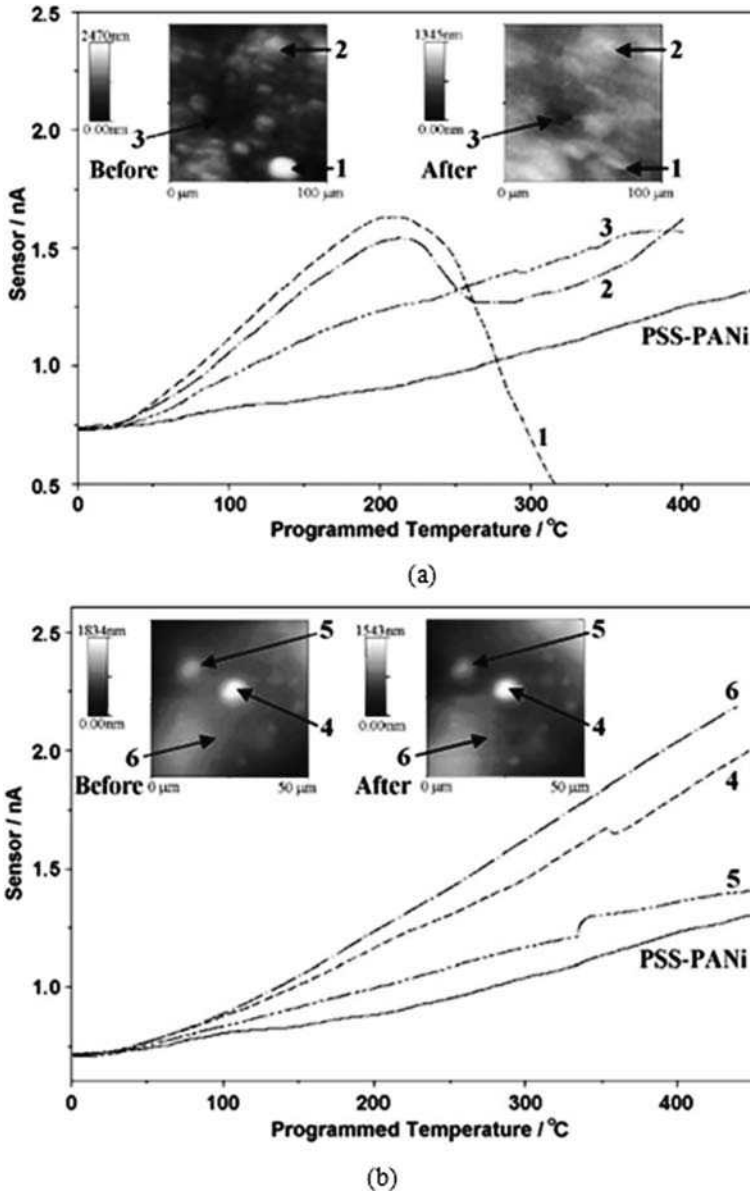 2470nm
0.00nm
2
3
1
Before
0 μm
100 μm
1345nm
0.00nm
2
3
1
After
0 μm
100 μm
2.5
2.0
1.5
1.0
0.5
Sensor / nA
3
2
PSS-PANi
1
0
100
200
300
400
Programmed Temperature / °C
(a)
1834nm
0.00nm
5
4
6
Before
0 μm
50 μm
1543nm
0.00nm
5
4
6
After
0 μm
50 μm
2.6
2.0
1.5
1.0
Sensor / nA
6
4
5
PSS-PANi
0
100
200
300
400
Programmed Temperature / °C
(b)